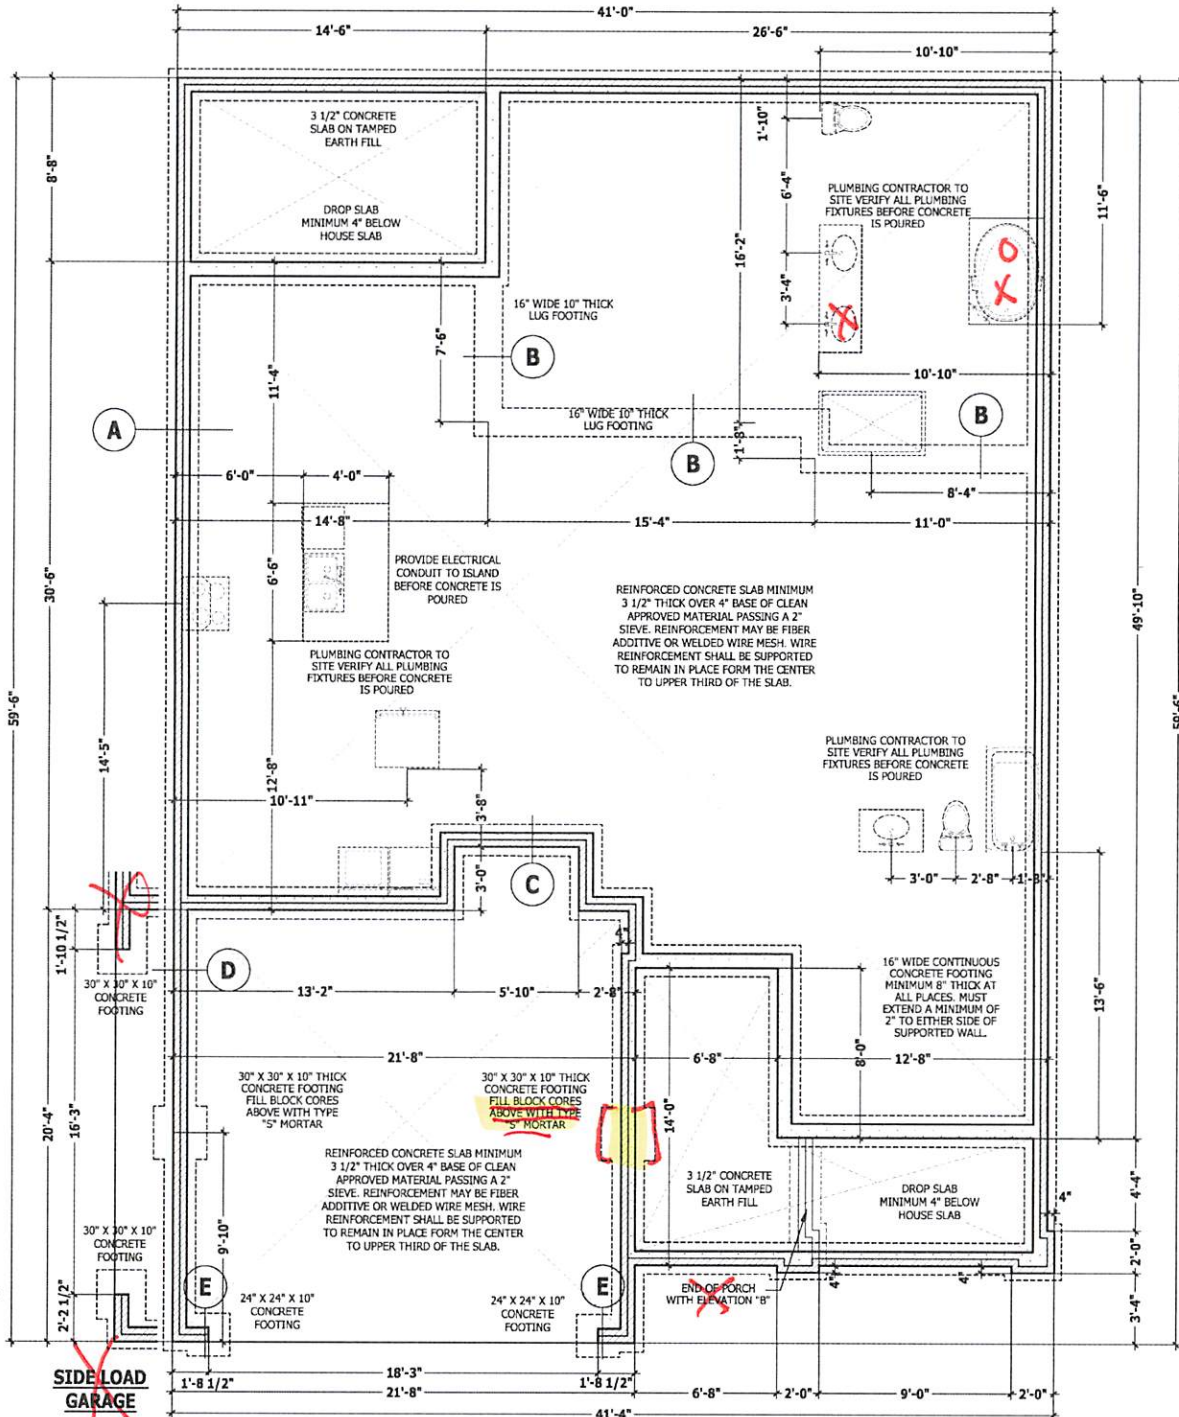 41'-0"
14'-6"
26'-6"
10'-10"
3 1/2" CONCRETE
SLAB ON TAMPED
EARTH FILL
DROP SLAB
MINIMUM 4" BELOW
HOUSE SLAB
8'-8"
1'-10"
6'-4"
PLUMBING CONTRACTOR TO
SITE VERIFY ALL PLUMBING
FIXTURES BEFORE CONCRETE
IS POURED
11'-6"
16'-2"
3'-4"
O
X
X
16" WIDE 10" THICK
LUG FOOTING
7'-6"
B
11'-4"
10'-10"
A
16" WIDE 10" THICK
LUG FOOTING
B
B
1'-8"
6'-0"
4'-0"
8'-4"
14'-8"
15'-4"
11'-0"
30'-6"
6'-6"
PROVIDE ELECTRICAL
CONDUIT TO ISLAND
BEFORE CONCRETE IS
POURED
REINFORCED CONCRETE SLAB MINIMUM
3 1/2" THICK OVER 4" BASE OF CLEAN
APPROVED MATERIAL PASSING A 2"
SIEVE. REINFORCEMENT MAY BE FIBER
ADDITIVE OR WELDED WIRE MESH. WIRE
REINFORCEMENT SHALL BE SUPPORTED
TO REMAIN IN PLACE FORM THE CENTER
TO UPPER THIRD OF THE SLAB.
49'-10"
PLUMBING CONTRACTOR TO
SITE VERIFY ALL PLUMBING
FIXTURES BEFORE CONCRETE
IS POURED
59'-6"
59'-6"
14'-5"
12'-8"
PLUMBING CONTRACTOR TO
SITE VERIFY ALL PLUMBING
FIXTURES BEFORE CONCRETE
IS POURED
10'-11"
3'-8"
3'-0"
C
3'-0"
2'-8"
1'-10 1/2"
4"
D
30" X 30" X 10"
CONCRETE
FOOTING
13'-2"
5'-10"
2'-8"
16" WIDE CONTINUOUS
CONCRETE FOOTING
MINIMUM 8" THICK AT
ALL PLACES. MUST
EXTEND A MINIMUM OF
2" TO EITHER SIDE OF
SUPPORTED WALL.
13'-6"
21'-8"
6'-8"
8'-0"
12'-8"
30" X 30" X 10" THICK
CONCRETE FOOTING
FILL BLOCK CORES
ABOVE WITH TYPE
"S" MORTAR
30" X 30" X 10" THICK
CONCRETE FOOTING
FILL BLOCK CORES
ABOVE WITH TYPE
"S" MORTAR
20'-4"
16'-3"
14'-0"
REINFORCED CONCRETE SLAB MINIMUM
3 1/2" THICK OVER 4" BASE OF CLEAN
APPROVED MATERIAL PASSING A 2"
SIEVE. REINFORCEMENT MAY BE FIBER
ADDITIVE OR WELDED WIRE MESH. WIRE
REINFORCEMENT SHALL BE SUPPORTED
TO REMAIN IN PLACE FORM THE CENTER
TO UPPER THIRD OF THE SLAB.
3 1/2" CONCRETE
SLAB ON TAMPED
EARTH FILL
DROP SLAB
MINIMUM 4" BELOW
HOUSE SLAB
4"
4'-4"
30" X 30" X 10"
CONCRETE
FOOTING
9'-10"
2'-0"
E
E
24" X 24" X 10"
CONCRETE
FOOTING
24" X 24" X 10"
CONCRETE
FOOTING
END OF PORCH
WITH ELEVATION "B"
4"
4"
2'-2 1/2"
3'-4"
SIDE LOAD
GARAGE
1'-8 1/2"
18'-3"
1'-8 1/2"
21'-8"
6'-8"
2'-0"
9'-0"
2'-0"
41'-4"